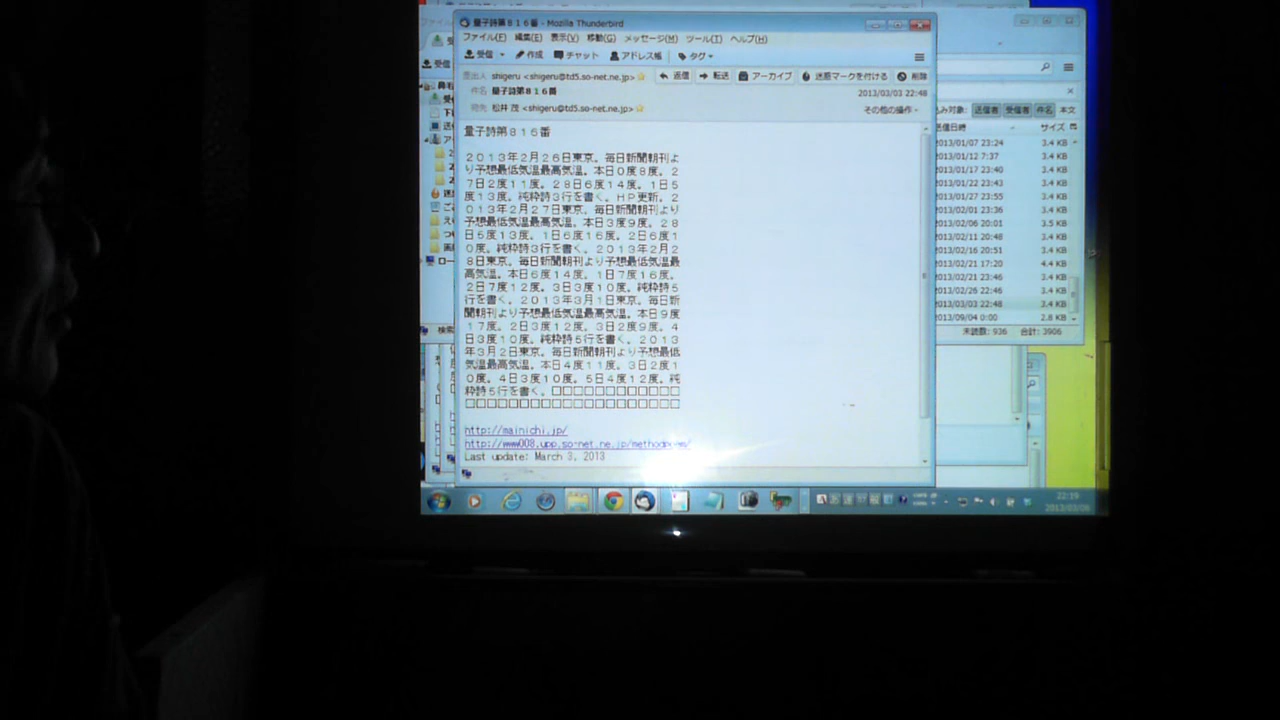 量子詩第816番 - Mozilla Thunderbird
ファイル(F) 編集(E) 表示(V) 移動(G) メッセージ(M) ツール(T) ヘルプ(H)
受信 作成 チャット アドレス帳 タグ
差出人 shigeru <shigeru@td5.so-net.ne.jp> 返信 転送 アーカイブ 迷惑マークを付ける 削除
件名 量子詩第816番 2013/03/03 22:48
宛先 松井 茂 <shigeru@td5.so-net.ne.jp> その他の操作
量子詩第816番
2013年2月26日東京。毎日新聞朝刊よ
り予想最低気温最高気温。本日0度8度。2
7日2度11度。28日6度14度。1日5
度13度。純粋詩3行を書く。HP更新。2
013年2月27日東京。毎日新聞朝刊より
予想最低気温最高気温。本日3度9度。28
日5度13度。1日6度16度。2日6度1
0度。純粋詩3行を書く。2013年2月2
8日東京。毎日新聞朝刊より予想最低気温最
高気温。本日6度14度。1日7度16度。
2日7度12度。3日3度10度。純粋詩5
行を書く。2013年3月1日東京。毎日新
聞朝刊より予想最低気温最高気温。本日9度
17度。2日3度12度。3日2度9度。4
日3度10度。純粋詩5行を書く。2013
年3月2日東京。毎日新聞朝刊より予想最低
気温最高気温。本日4度11度。3日2度1
0度。4日3度10度。5日4度12度。純
粋詩5行を書く。□□□□□□□□□□□□
□□□□□□□□□□□□□□□□□□□□
http://mainichi.jp/
http://www008.upp.so-net.ne.jp/methodpoem/
Last update: March 3, 2013
送信者 受信者 件名 本文
送信日時 サイズ
2013/01/07 23:24 3.4 KB
2013/01/12 7:37 3.4 KB
2013/01/17 23:40 3.4 KB
2013/01/22 23:43 3.4 KB
2013/01/27 23:55 3.4 KB
2013/02/01 23:36 3.4 KB
2013/02/06 20:01 3.5 KB
2013/02/11 20:48 3.4 KB
2013/02/16 20:51 3.4 KB
2013/02/21 17:20 4.4 KB
2013/02/21 23:46 3.4 KB
2013/02/26 22:46 3.4 KB
2013/03/03 22:48 3.4 KB
2013/09/04 0:00 2.8 KB
未読数: 936 合計: 3906
22:19